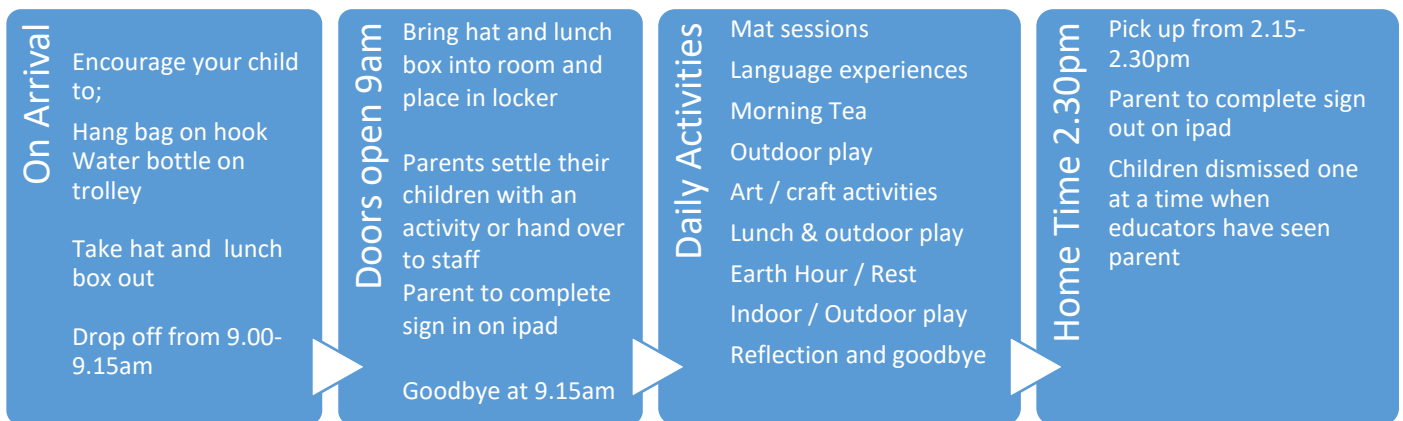 On Arrival
Encourage your child
to;
Hang bag on hook
Water bottle on
trolley
Take hat and  lunch
box out
Drop off from 9.00-
9.15am
Doors open 9am
Bring hat and lunch
box into room and
place in locker
Parents settle their
children with an
activity or hand over
to staff
Parent to complete
sign in on ipad
Goodbye at 9.15am
Daily Activities
Mat sessions
Language experiences
Morning Tea
Outdoor play
Art / craft activities
Lunch & outdoor play
Earth Hour / Rest
Indoor / Outdoor play
Reflection and goodbye
Home Time 2.30pm
Pick up from 2.15-
2.30pm
Parent to complete sign
out on ipad
Children dismissed one
at a time when
educators have seen
parent